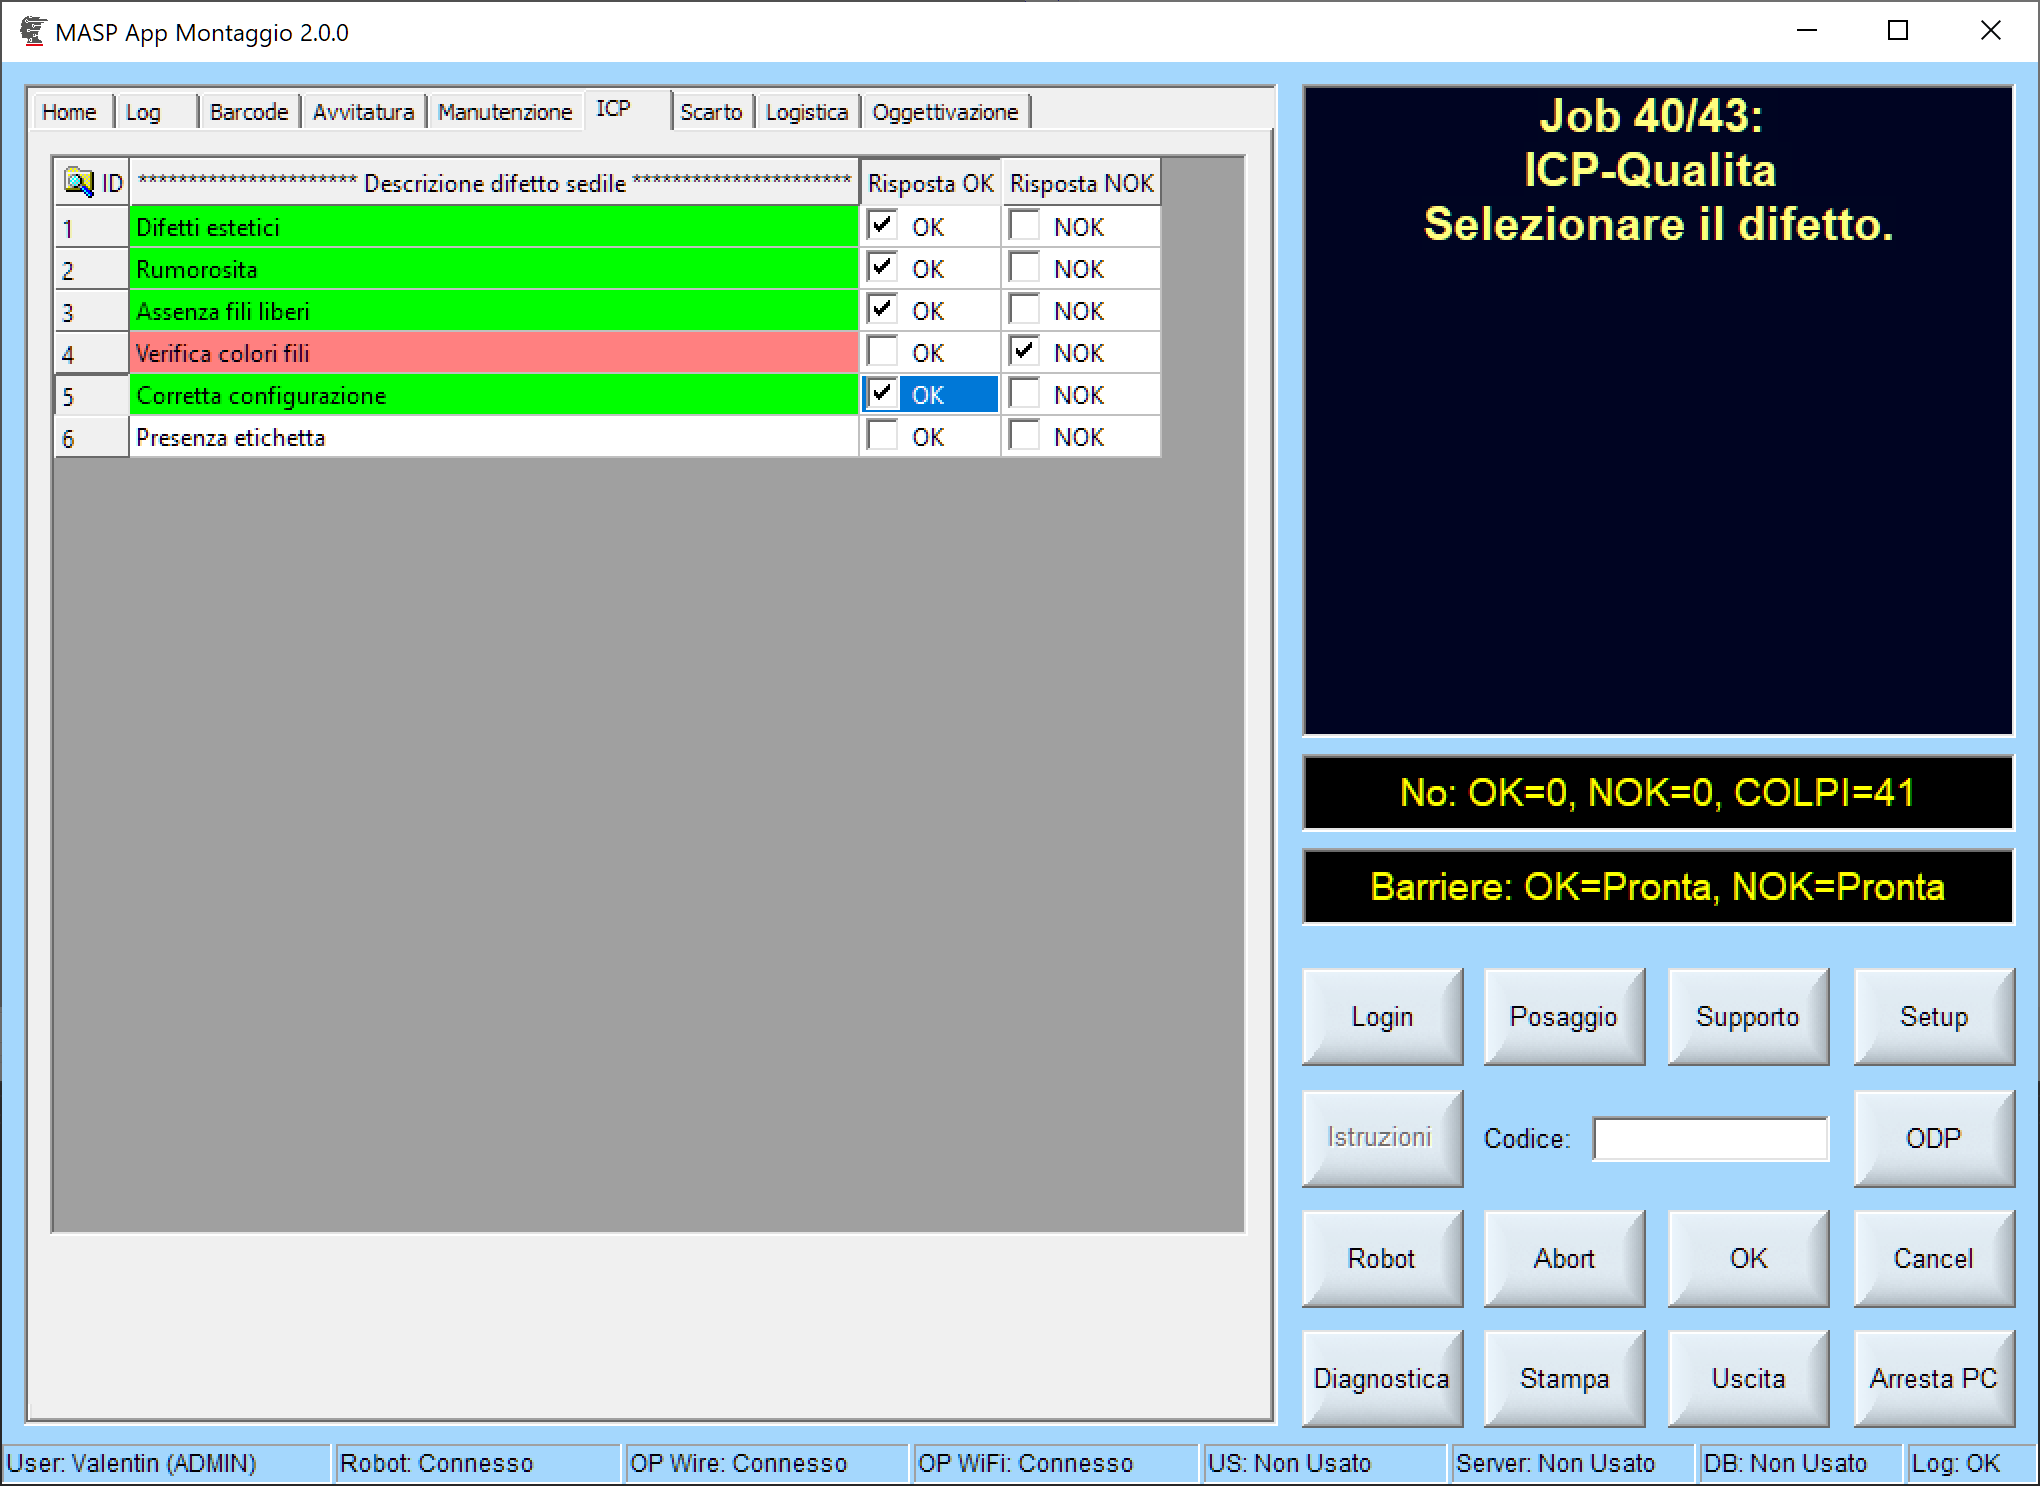 MASP App Montaggio 2.0.0
Home Log Barcode Avvitatura Manutenzione ICP Scarto Logistica Oggettivazione
ID ********************** Descrizione difetto sedile ********************** Risposta OK Risposta NOK
1 Difetti estetici OK NOK
2 Rumorosita OK NOK
3 Assenza fili liberi OK NOK
4 Verifica colori fili OK NOK
5 Corretta configurazione OK NOK
6 Presenza etichetta OK NOK
Job 40/43:
ICP-Qualita
Selezionare il difetto.
No: OK=0, NOK=0, COLPI=41
Barriere: OK=Pronta, NOK=Pronta
Login Posaggio Supporto Setup
Istruzioni Codice: ODP
Robot Abort OK Cancel
Diagnostica Stampa Uscita Arresta PC
User: Valentin (ADMIN) Robot: Connesso OP Wire: Connesso OP WiFi: Connesso US: Non Usato Server: Non Usato DB: Non Usato Log: OK